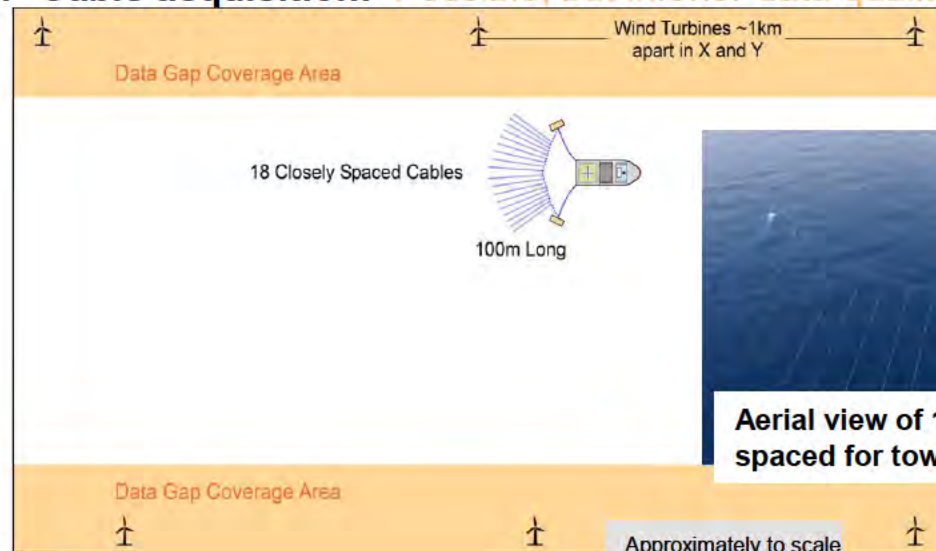 Wind Turbines ~1km
apart in X and Y
Data Gap Coverage Area
18 Closely Spaced Cables
100m Long
Aerial view of
spaced for tow
Data Gap Coverage Area
Approximately to scale